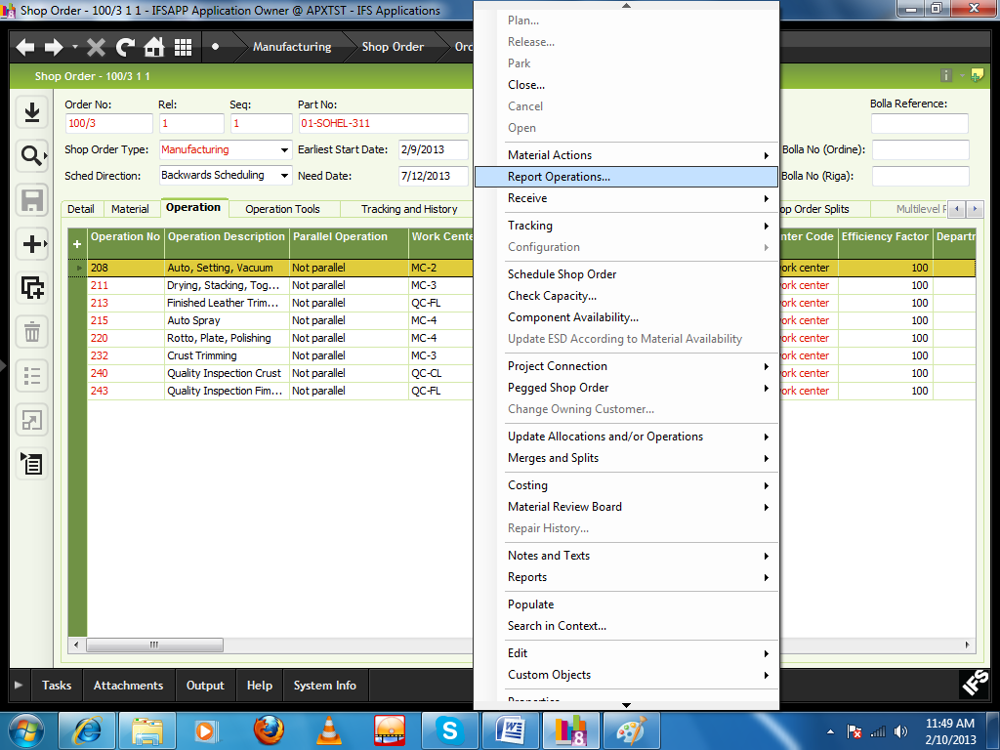 Shop Order - 100/3 1 1 - IFSAPP Application Owner @ APXTST - IFS Applications
Manufacturing
Shop Order
Shop Order - 100/3 1 1
Order No:
Rel:
Seq:
Part No:
Bolla Reference:
100/3
1
1
01-SOHEL-311
Shop Order Type:
Manufacturing
Earliest Start Date:
2/9/2013
Bolla No (Ordine):
Sched Direction:
Backwards Scheduling
Need Date:
7/12/2013
Bolla No (Riga):
Detail
Material
Operation
Operation Tools
Tracking and History
op Order Splits
Multilevel
Operation No
Operation Description
Parallel Operation
Work Cente
nter Code
Efficiency Factor
Departm
208 Auto, Setting, Vacuum Not parallel MC-2 ork center 100
211 Drying, Stacking, Tog... Not parallel MC-3 ork center 100
213 Finished Leather Trim... Not parallel QC-FL ork center 100
215 Auto Spray Not parallel MC-4 ork center 100
220 Rotto, Plate, Polishing Not parallel MC-4 ork center 100
232 Crust Trimming Not parallel MC-3 ork center 100
240 Quality Inspection Crust Not parallel QC-CL ork center 100
243 Quality Inspection Fim... Not parallel QC-FL ork center 100
Plan...
Release...
Park
Close...
Cancel
Open
Material Actions
Report Operations...
Receive
Tracking
Configuration
Schedule Shop Order
Check Capacity...
Component Availability...
Update ESD According to Material Availability
Project Connection
Pegged Shop Order
Change Owning Customer...
Update Allocations and/or Operations
Merges and Splits
Costing
Material Review Board
Repair History...
Notes and Texts
Reports
Populate
Search in Context...
Edit
Custom Objects
Properties
Tasks
Attachments
Output
Help
System Info
IFS
11:49 AM
2/10/2013